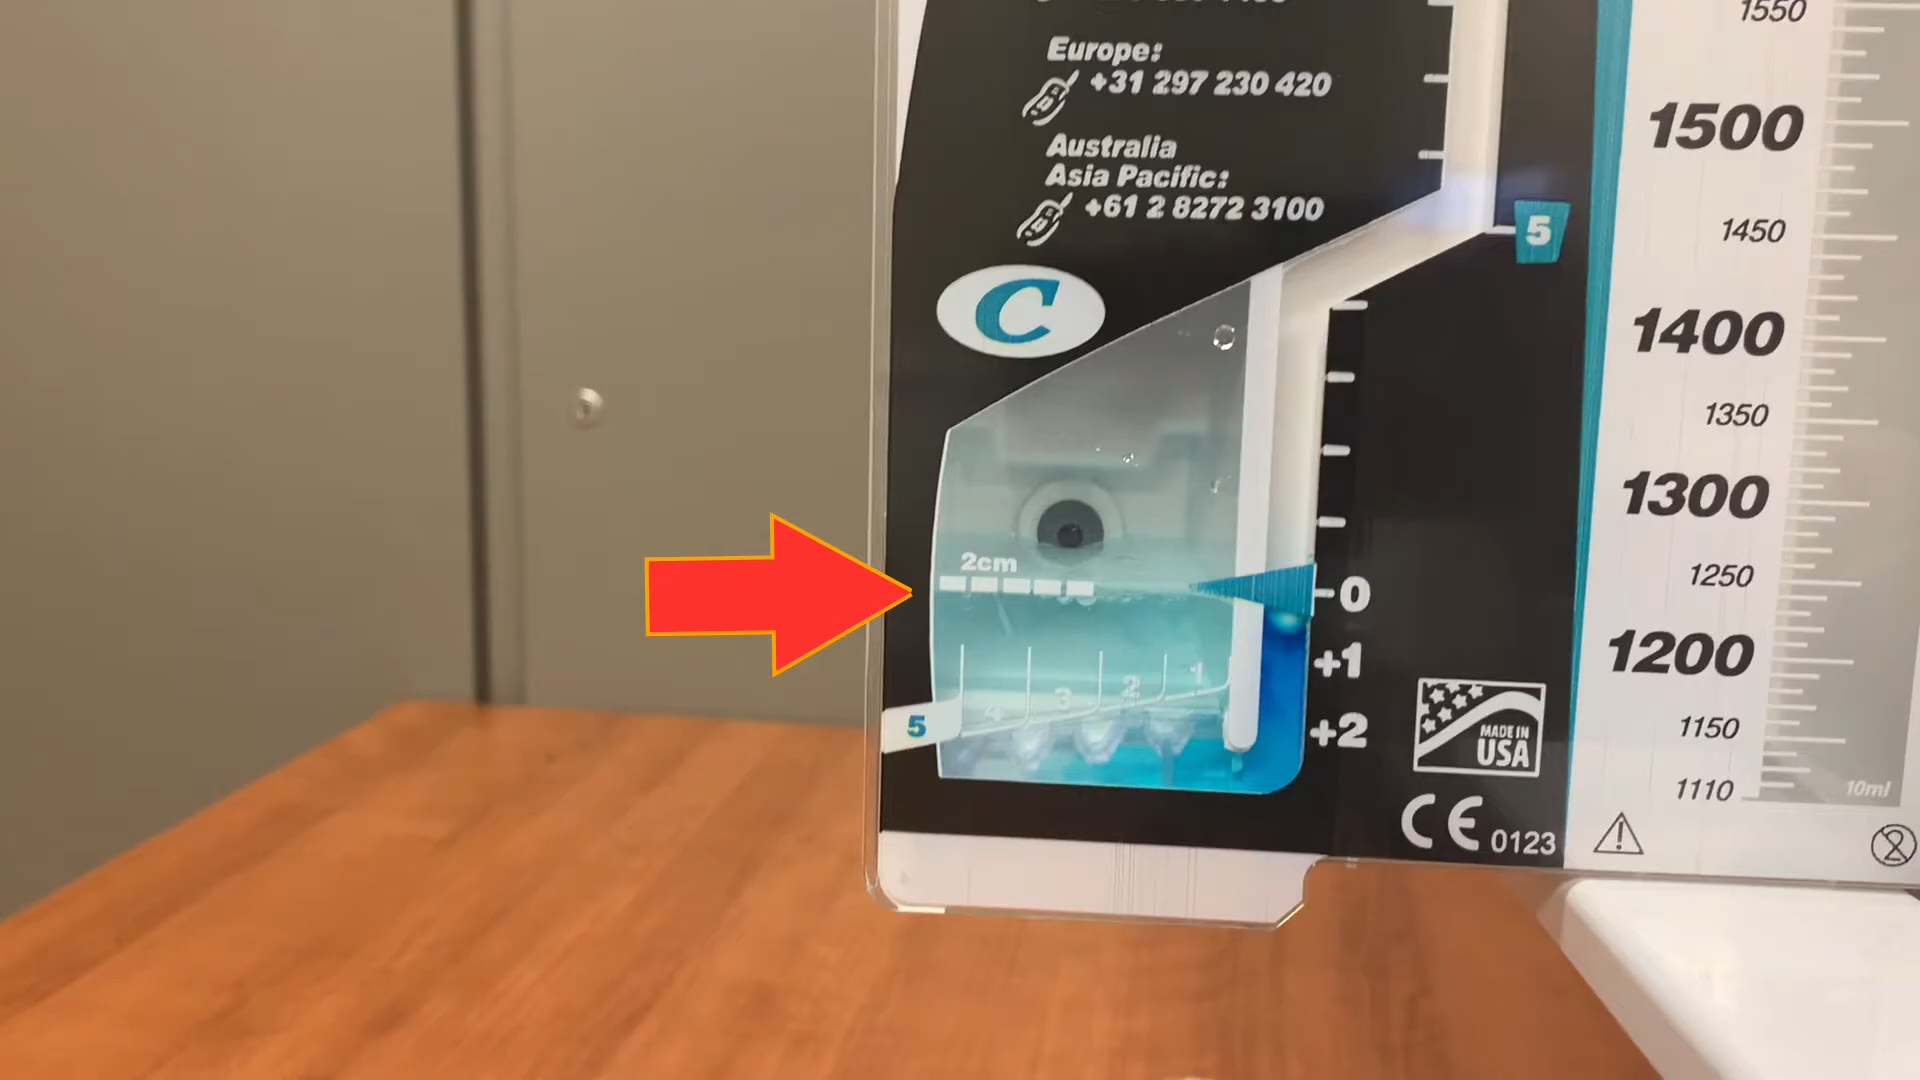 Europe:
+31 297 230 420
Australia
Asia Pacific:
+61 2 8272 3100
C
2cm
5
4
3
2
1
5
0
+1
+2
MADE IN
USA
CE 0123
1550
1500
1450
1400
1350
1300
1250
1200
1150
1110
10ml
2